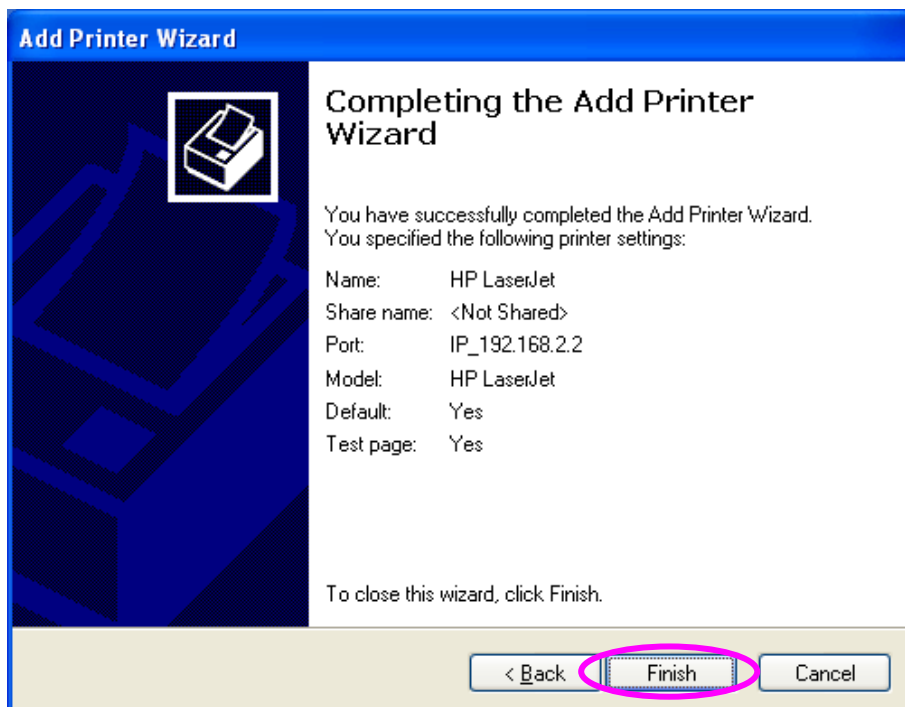 Add Printer Wizard
Completing the Add Printer
Wizard
You have successfully completed the Add Printer Wizard.
You specified the following printer settings:
Name: HP LaserJet
Share name: <Not Shared>
Port: IP_192.168.2.2
Model: HP LaserJet
Default: Yes
Test page: Yes
To close this wizard, click Finish.
< Back Finish Cancel